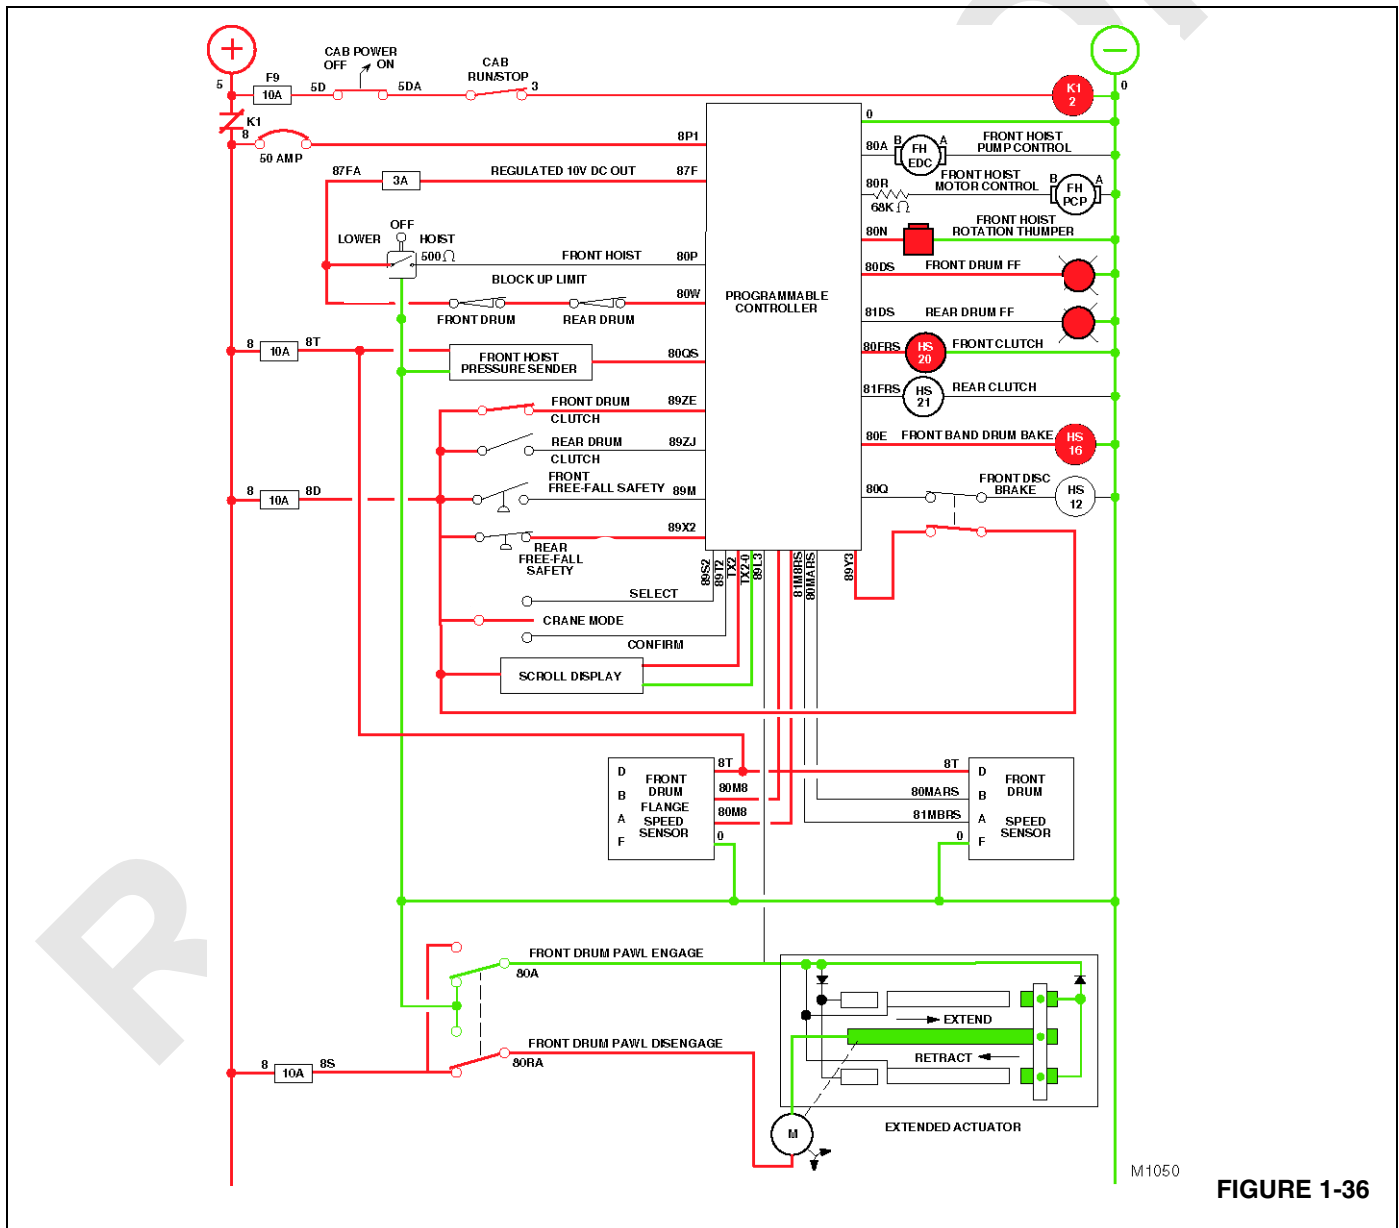 +
−
CAB POWER
OFF ON
CAB
RUN/STOP
5
F9
10A
5D
5DA
3
K1
2
0
K1
8
50 AMP
8P1
0
80A
B
FH
EDC
A
FRONT HOIST
PUMP CONTROL
87FA
3A
REGULATED 10V DC OUT
87F
80R
68K Ω
FRONT HOIST
MOTOR CONTROL
B
FH
PCP
A
OFF
LOWER
HOIST
500Ω
FRONT HOIST
80P
80N
FRONT HOIST
ROTATION THUMPER
BLOCK UP LIMIT
80DS
FRONT DRUM FF
FRONT DRUM
REAR DRUM
80W
PROGRAMMABLE
CONTROLLER
81DS
REAR DRUM FF
8
10A
8T
FRONT HOIST
PRESSURE SENDER
80QS
80FRS
HS
20
FRONT CLUTCH
FRONT DRUM
CLUTCH
89ZE
81FRS
HS
21
REAR CLUTCH
REAR DRUM
CLUTCH
89ZJ
80E
FRONT BAND DRUM BAKE
HS
16
8
10A
8D
FRONT
FREE-FALL SAFETY
89M
80Q
FRONT DISC
BRAKE
HS
12
REAR
FREE-FALL
SAFETY
89X2
89S2
89T2
TX2
TX2-0
89L3
81M8RS
80MARS
89Y3
SELECT
CRANE MODE
CONFIRM
SCROLL DISPLAY
D
B
A
F
FRONT
DRUM
FLANGE
SPEED
SENSOR
8T
80M8
80M8
0
8T
80MARS
81MBRS
0
D
B
A
F
FRONT
DRUM
SPEED
SENSOR
FRONT DRUM PAWL ENGAGE
80A
EXTEND
RETRACT
FRONT DRUM PAWL DISENGAGE
80RA
8
10A
8S
M
EXTENDED ACTUATOR
M1050
FIGURE 1-36